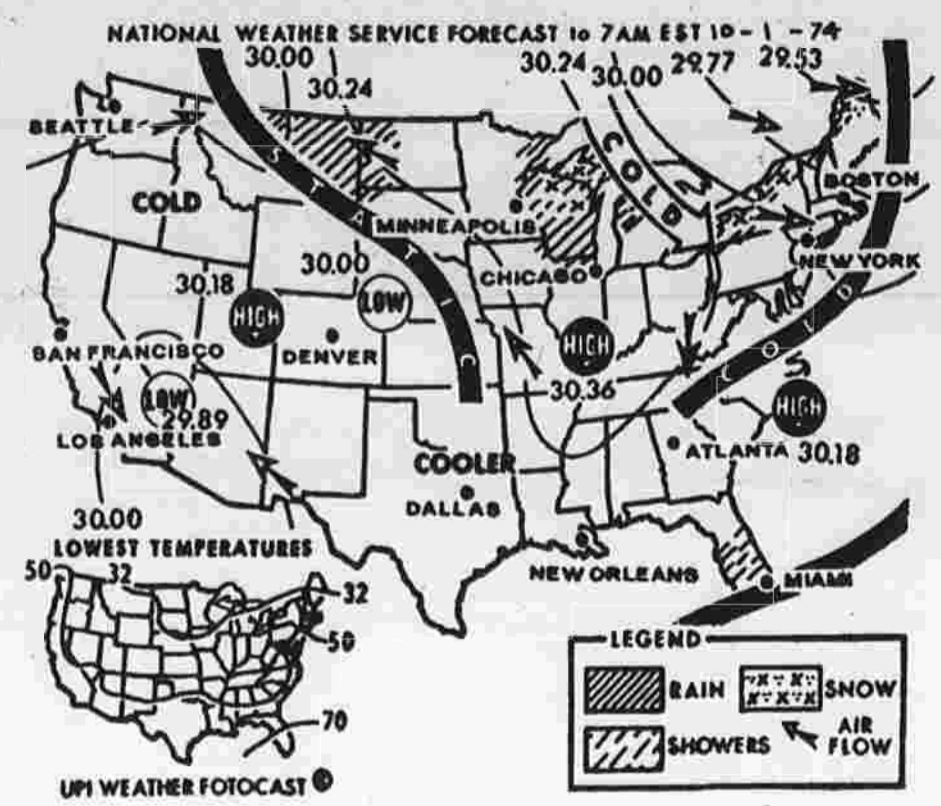 NATIONAL WEATHER SERVICE FORECAST to 7AM EST 10 - 1 - 74
30.00
30.24
30.24
30.00
29.77
29.53
SEATTLE
COLD
STATIC
COLD
BOSTON
MINNEAPOLIS
NEW YORK
30.00
30.18
LOW
HIGH
CHICAGO
COLD
SAN FRANCISCO
DENVER
HIGH
30.36
LOW
29.89
LOS ANGELES
HIGH
ATLANTA 30.18
COOLER
DALLAS
30.00
LOWEST TEMPERATURES
NEW ORLEANS
MIAMI
50
32
32
50
70
LEGEND
RAIN
SNOW
SHOWERS
AIR
FLOW
UPI WEATHER FOTOCAST ©